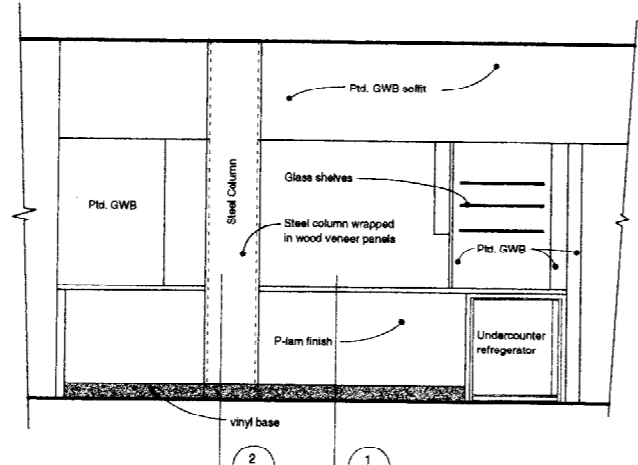 Ptd. GWB soffit
Steel Column
Glass shelves
Ptd. GWB
Steel column wrapped
in wood veneer panels
Ptd. GWB
P-lam finish
Undercounter
refregerator
vinyl base
2
1